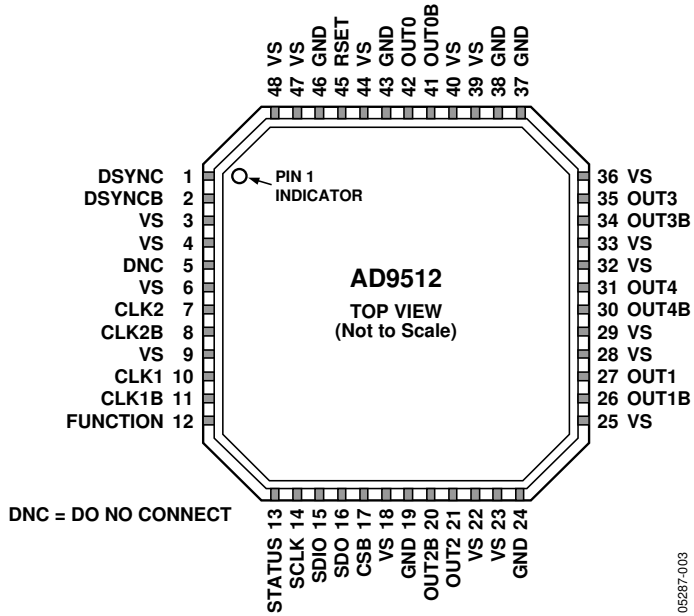 48 VS
47 VS
46 GND
45 RSET
44 VS
43 GND
42 OUT0
41 OUT0B
40 VS
39 VS
38 GND
37 GND
DSYNC 1
DSYNCB 2
VS 3
VS 4
DNC 5
VS 6
CLK2 7
CLK2B 8
VS 9
CLK1 10
CLK1B 11
FUNCTION 12
PIN 1
INDICATOR
AD9512
TOP VIEW
(Not to Scale)
36 VS
35 OUT3
34 OUT3B
33 VS
32 VS
31 OUT4
30 OUT4B
29 VS
28 VS
27 OUT1
26 OUT1B
25 VS
DNC = DO NO CONNECT
STATUS 13
SCLK 14
SDIO 15
SDO 16
CSB 17
VS 18
GND 19
OUT2B 20
OUT2 21
VS 22
VS 23
GND 24
05287-003